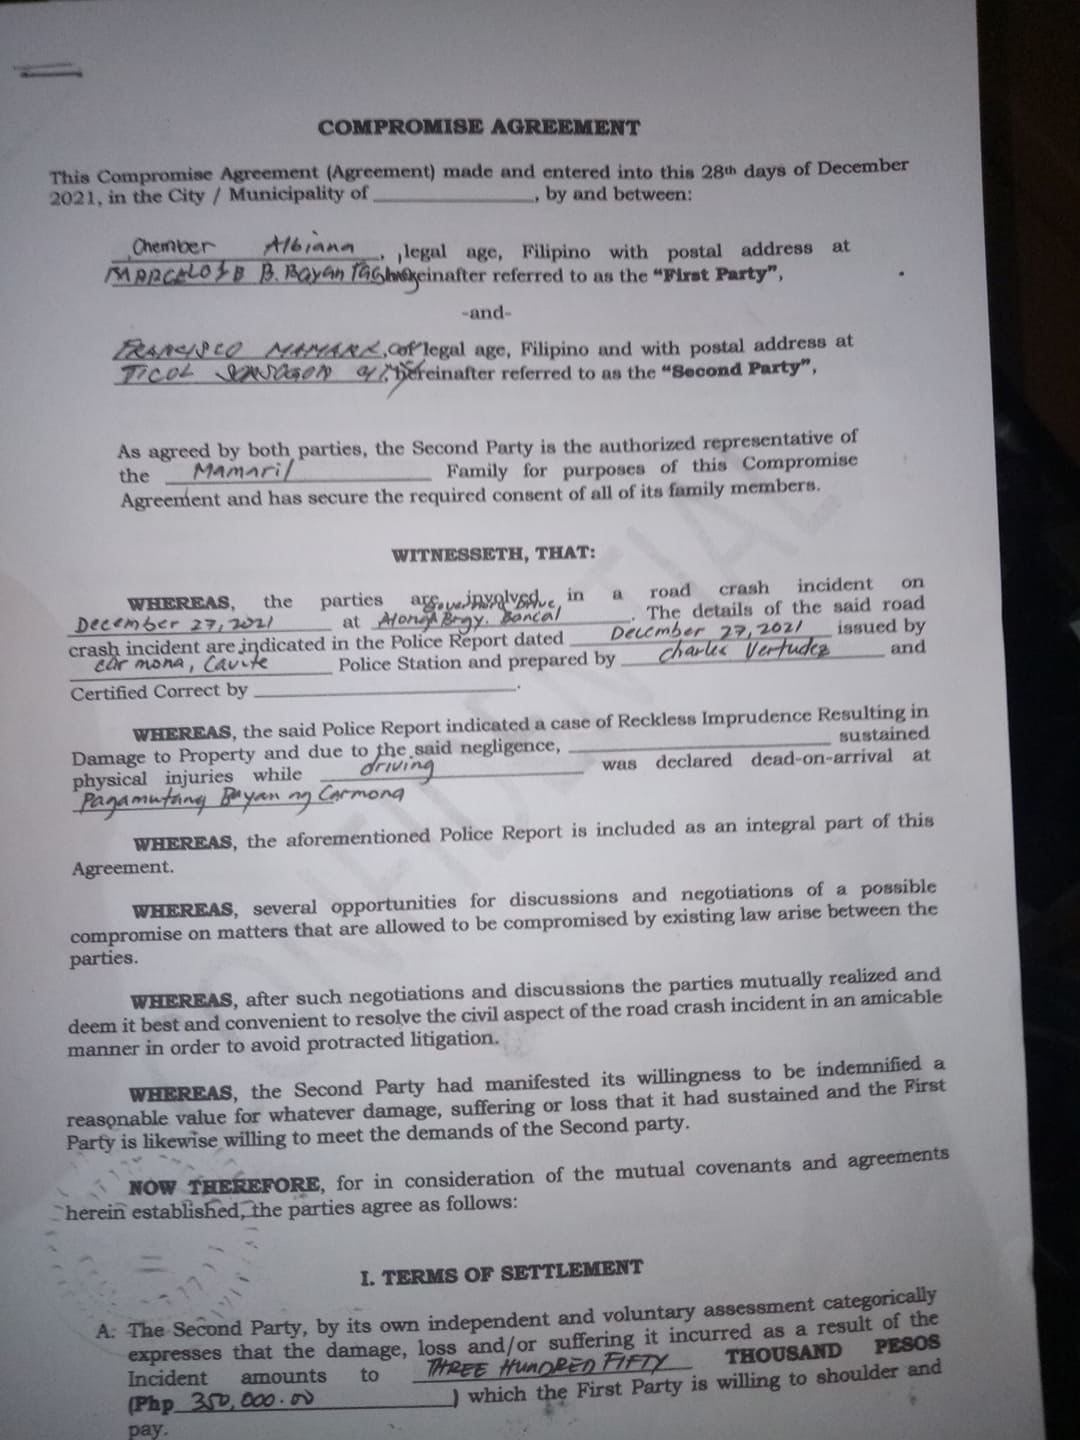 COMPROMISE AGREEMENT
This Compromise Agreement (Agreement) made and entered into this 28th days of December
2021, in the City / Municipality of ____________, by and between:
Chember Albiana, legal age, Filipino with postal address at
B. Bayan hereinafter referred to as the “First Party”,
-and-
FRANCISCO, of legal age, Filipino and with postal address at
TICOL hereinafter referred to as the “Second Party”,
As agreed by both parties, the Second Party is the authorized representative of
the Mamaril Family for purposes of this Compromise
Agreement and has secure the required consent of all of its family members.
CONFIDENTIAL
WITNESSETH, THAT:
WHEREAS, the parties are involved in a road crash incident on
December 27, 2021 at Along Governor's Drive, Brgy. Bancal. The details of the said road
crash incident are indicated in the Police Report dated December 27, 2021 issued by
Carmona, Cavite Police Station and prepared by Charles Vertudez and
Certified Correct by ____________.
WHEREAS, the said Police Report indicated a case of Reckless Imprudence Resulting in
Damage to Property and due to the said negligence, ____________ sustained
physical injuries while driving was declared dead-on-arrival at
Pagamutang Bayan ng Carmona
WHEREAS, the aforementioned Police Report is included as an integral part of this
Agreement.
WHEREAS, several opportunities for discussions and negotiations of a possible
compromise on matters that are allowed to be compromised by existing law arise between the
parties.
WHEREAS, after such negotiations and discussions the parties mutually realized and
deem it best and convenient to resolve the civil aspect of the road crash incident in an amicable
manner in order to avoid protracted litigation.
WHEREAS, the Second Party had manifested its willingness to be indemnified a
reasonable value for whatever damage, suffering or loss that it had sustained and the First
Party is likewise willing to meet the demands of the Second party.
NOW THEREFORE, for in consideration of the mutual covenants and agreements
herein established, the parties agree as follows:
I. TERMS OF SETTLEMENT
A. The Second Party, by its own independent and voluntary assessment categorically
expresses that the damage, loss and/or suffering it incurred as a result of the
Incident amounts to THREE HUNDRED FIFTY THOUSAND PESOS
(Php 350,000.00) which the First Party is willing to shoulder and
pay.